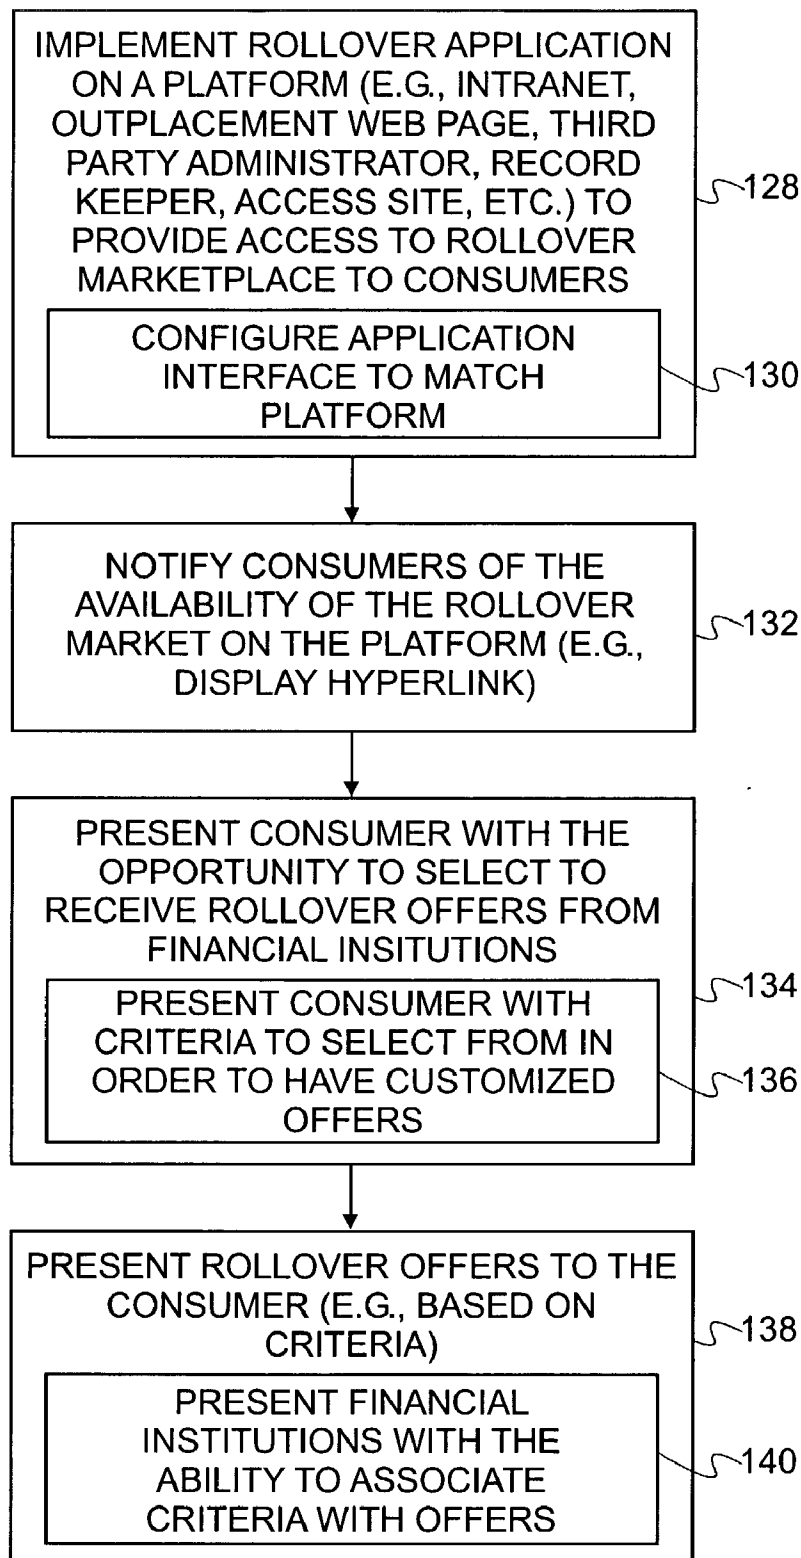 IMPLEMENT ROLLOVER APPLICATION
ON A PLATFORM (E.G., INTRANET,
OUTPLACEMENT WEB PAGE, THIRD
PARTY ADMINISTRATOR, RECORD
KEEPER, ACCESS SITE, ETC.) TO
PROVIDE ACCESS TO ROLLOVER
MARKETPLACE TO CONSUMERS
128
CONFIGURE APPLICATION
INTERFACE TO MATCH
PLATFORM
130
NOTIFY CONSUMERS OF THE
AVAILABILITY OF THE ROLLOVER
MARKET ON THE PLATFORM (E.G.,
DISPLAY HYPERLINK)
132
PRESENT CONSUMER WITH THE
OPPORTUNITY TO SELECT TO
RECEIVE ROLLOVER OFFERS FROM
FINANCIAL INSITUTIONS
134
PRESENT CONSUMER WITH
CRITERIA TO SELECT FROM IN
ORDER TO HAVE CUSTOMIZED
OFFERS
136
PRESENT ROLLOVER OFFERS TO THE
CONSUMER (E.G., BASED ON
CRITERIA)
138
PRESENT FINANCIAL
INSTITUTIONS WITH THE
ABILITY TO ASSOCIATE
CRITERIA WITH OFFERS
140